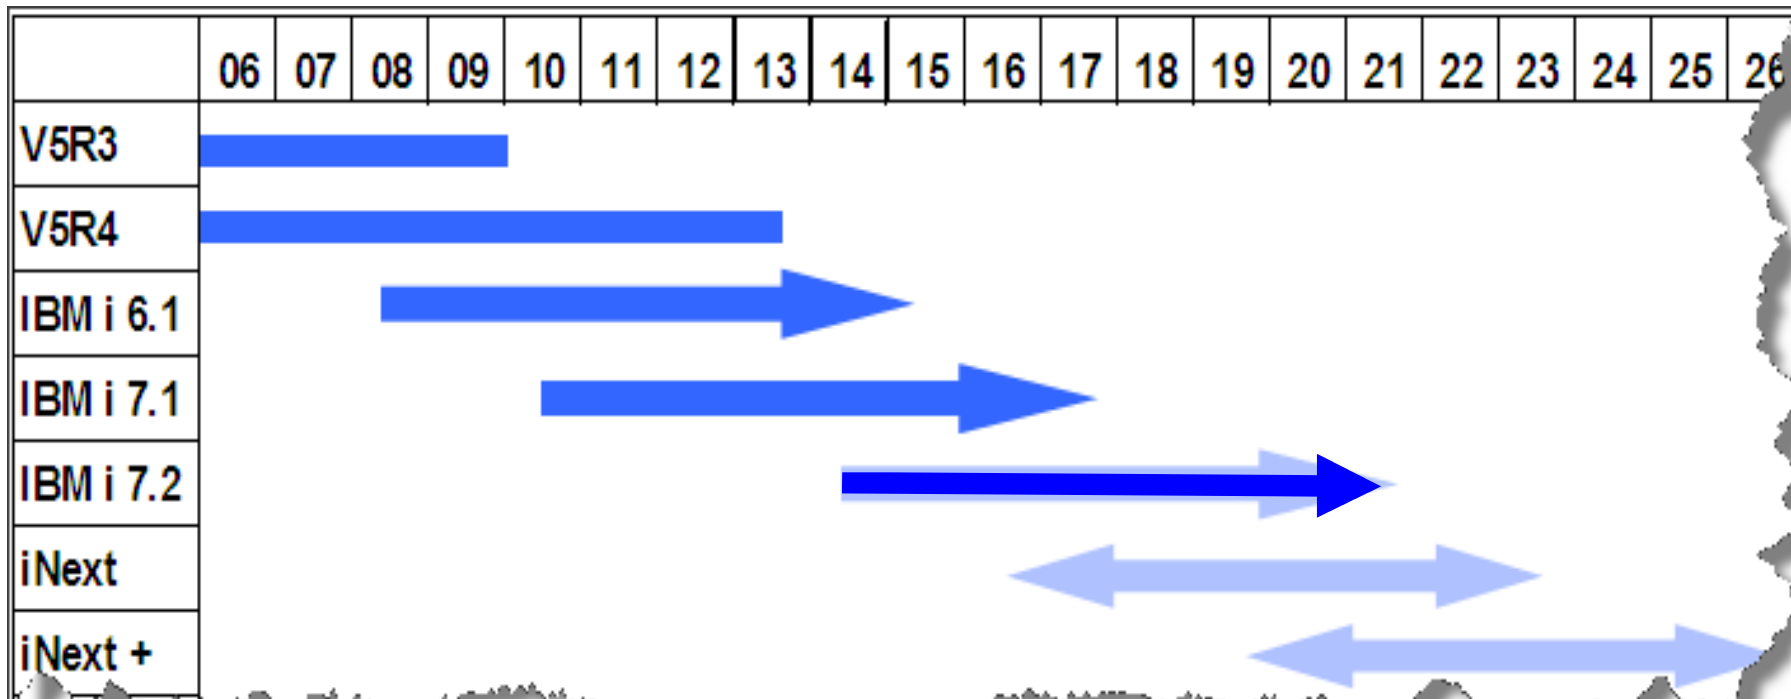 06 07 08 09 10 11 12 13 14 15 16 17 18 19 20 21 22 23 24 25 26
V5R3
V5R4
IBM i 6.1
IBM i 7.1
IBM i 7.2
iNext
iNext +